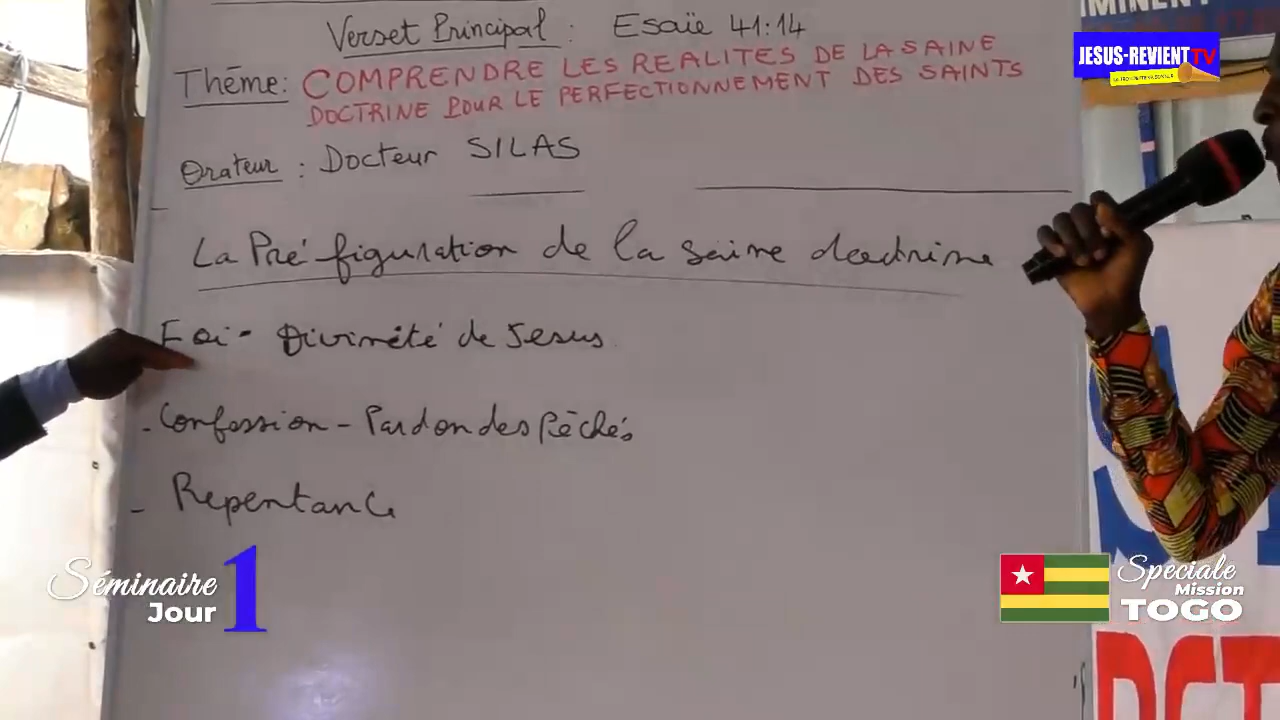 Verset Principal : Esaïe 41:14
Thème: COMPRENDRE LES REALITES DE LA SAINE
DOCTRINE POUR LE PERFECTIONNEMENT DES SAINTS
Orateur : Docteur SILAS
La Préfiguration de la saine doctrine
Foi - Divinité de Jesus
- Confession - Pardon des Péchés
- Repentance
JESUS-REVIENT TV
Séminaire
Jour 1
Speciale
Mission
TOGO